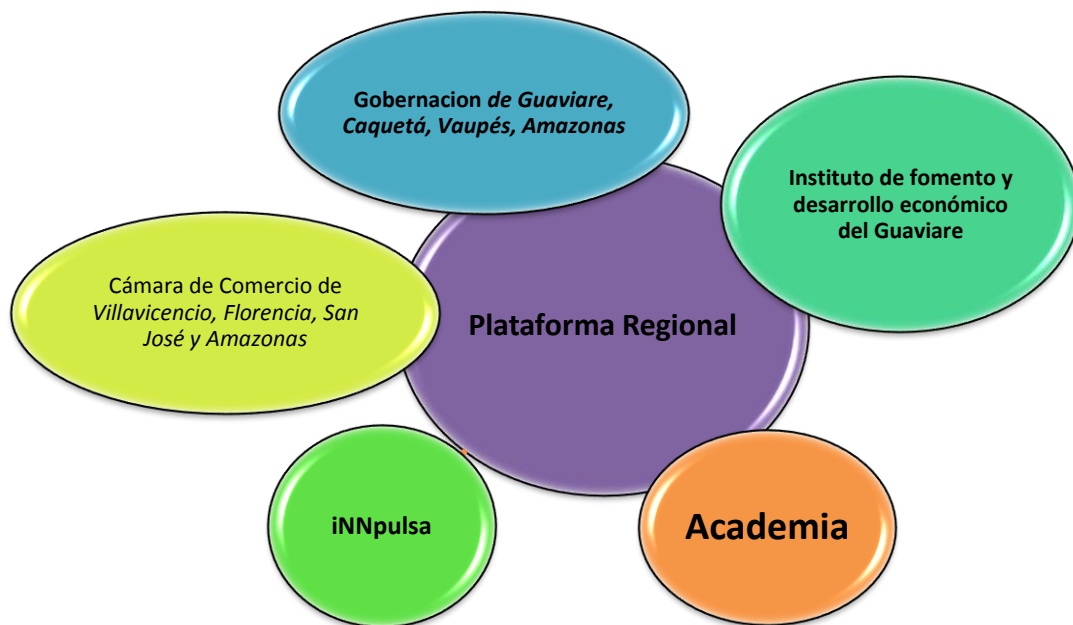 Gobernacion de Guaviare,
Caquetá, Vaupés, Amazonas
Instituto de fomento y
desarrollo económico
del Guaviare
Cámara de Comercio de
Villavicencio, Florencia, San
José y Amazonas
Plataforma Regional
iNNpulsa
Academia